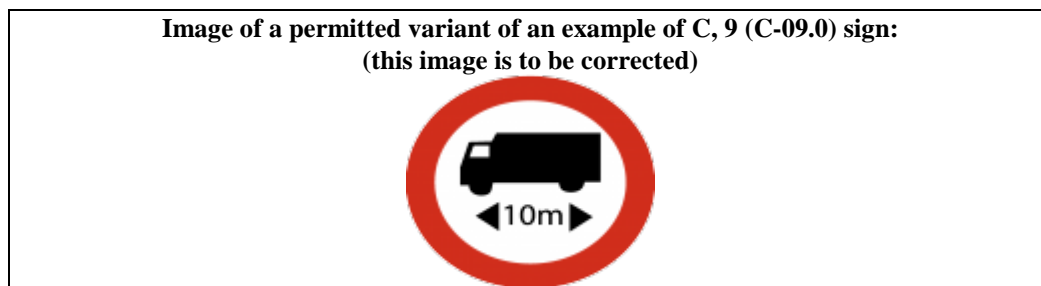 Image of a permitted variant of an example of C, 9 (C-09.0) sign:
(this image is to be corrected)
10m